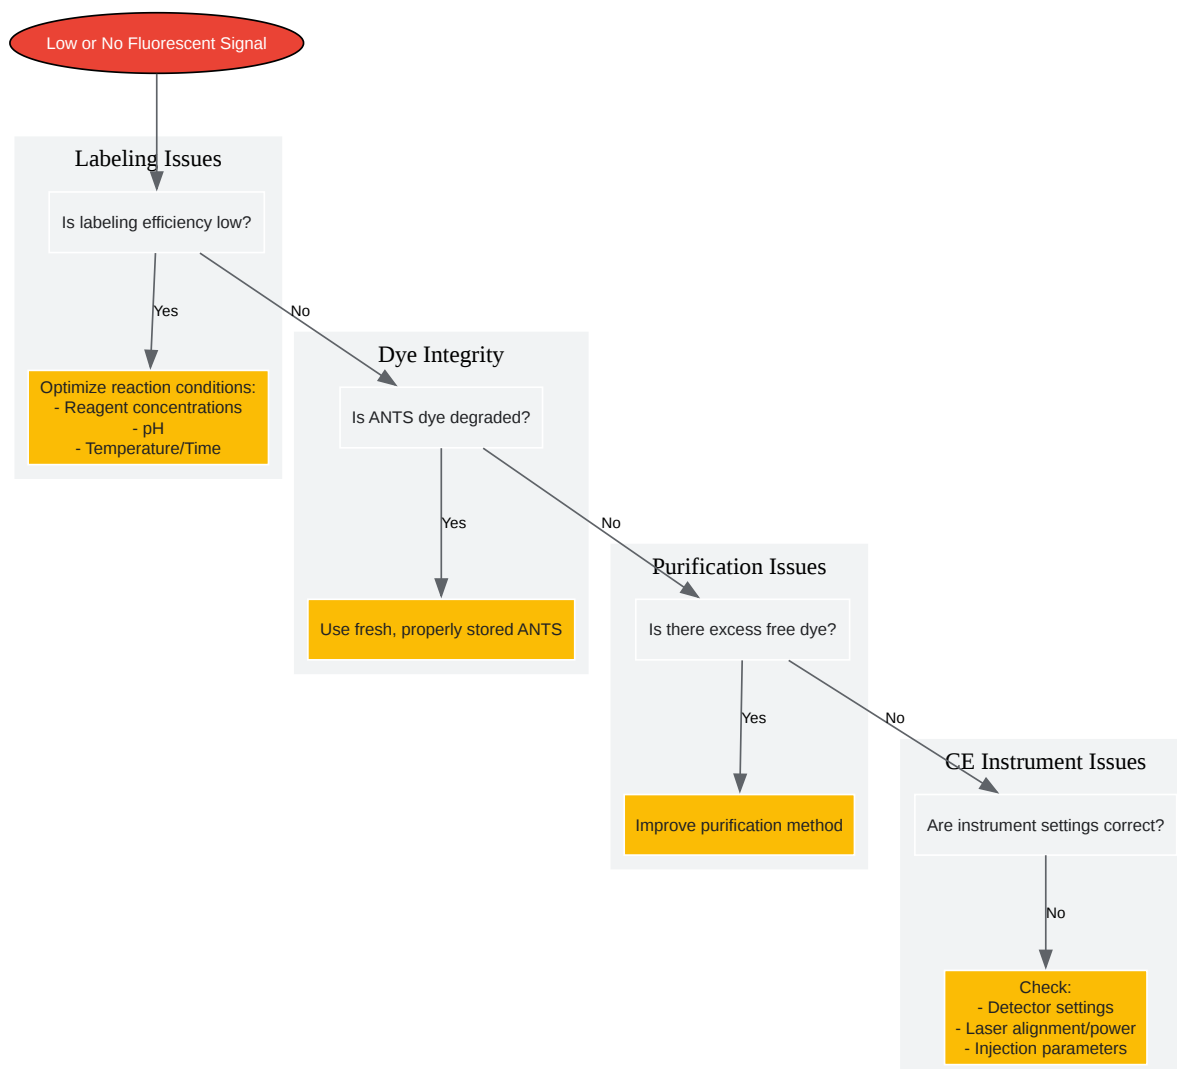 Low or No Fluorescent Signal
Labeling Issues
Is labeling efficiency low?
Yes
No
Optimize reaction conditions:
- Reagent concentrations
- pH
- Temperature/Time
Dye Integrity
Is ANTS dye degraded?
Yes
No
Use fresh, properly stored ANTS
Purification Issues
Is there excess free dye?
Yes
No
Improve purification method
CE Instrument Issues
Are instrument settings correct?
No
Check:
- Detector settings
- Laser alignment/power
- Injection parameters